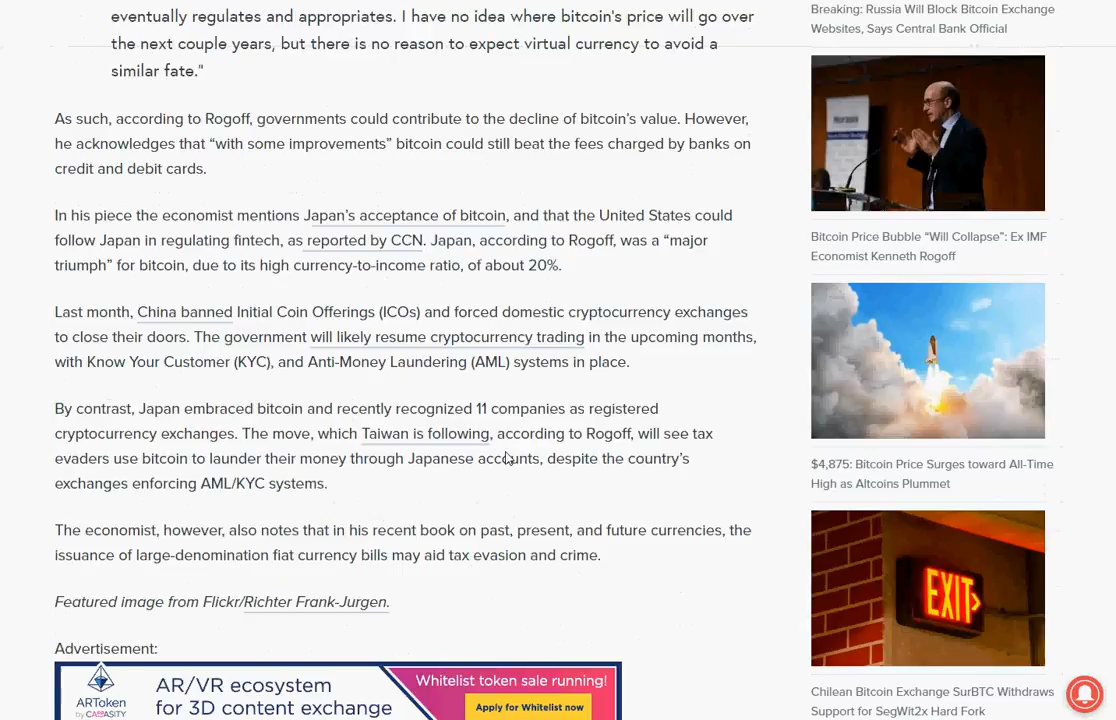 eventually regulates and appropriates. I have no idea where bitcoin's price will go over
the next couple years, but there is no reason to expect virtual currency to avoid a
similar fate."
As such, according to Rogoff, governments could contribute to the decline of bitcoin's value. However,
he acknowledges that “with some improvements” bitcoin could still beat the fees charged by banks on
credit and debit cards.
In his piece the economist mentions Japan's acceptance of bitcoin, and that the United States could
follow Japan in regulating fintech, as reported by CCN. Japan, according to Rogoff, was a “major
triumph” for bitcoin, due to its high currency-to-income ratio, of about 20%.
Last month, China banned Initial Coin Offerings (ICOs) and forced domestic cryptocurrency exchanges
to close their doors. The government will likely resume cryptocurrency trading in the upcoming months,
with Know Your Customer (KYC), and Anti-Money Laundering (AML) systems in place.
By contrast, Japan embraced bitcoin and recently recognized 11 companies as registered
cryptocurrency exchanges. The move, which Taiwan is following, according to Rogoff, will see tax
evaders use bitcoin to launder their money through Japanese accounts, despite the country's
exchanges enforcing AML/KYC systems.
The economist, however, also notes that in his recent book on past, present, and future currencies, the
issuance of large-denomination fiat currency bills may aid tax evasion and crime.
Featured image from Flickr/Richter Frank-Jurgen.
Advertisement:
ARToken
by CAPPASITY
AR/VR ecosystem
for 3D content exchange
Whitelist token sale running!
Apply for Whitelist now
Breaking: Russia Will Block Bitcoin Exchange
Websites, Says Central Bank Official
Bitcoin Price Bubble “Will Collapse”: Ex IMF
Economist Kenneth Rogoff
$4,875: Bitcoin Price Surges toward All-Time
High as Altcoins Plummet
EXIT
Chilean Bitcoin Exchange SurBTC Withdraws
Support for SegWit2x Hard Fork